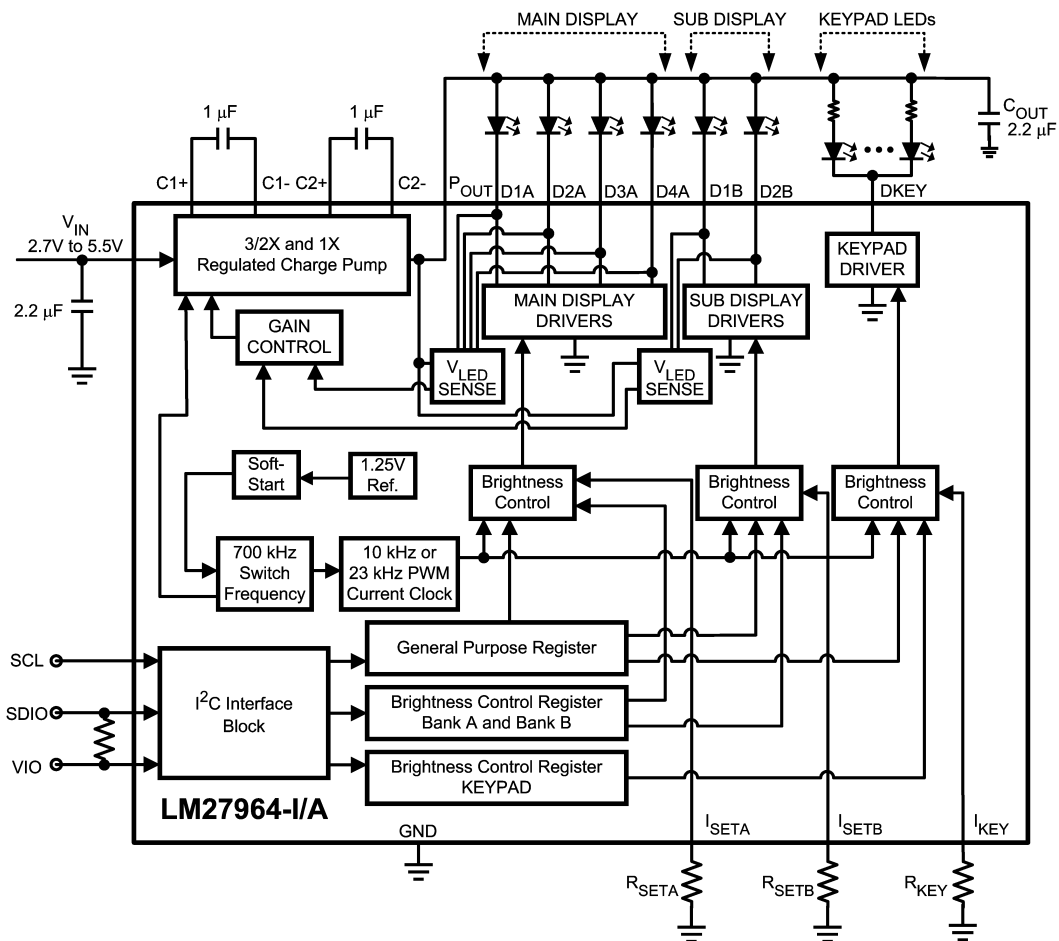 MAIN DISPLAY
SUB DISPLAY
KEYPAD LEDs
1 µF
1 µF
COUT
2.2 µF
C1+
C1-
C2+
C2-
POUT
D1A
D2A
D3A
D4A
D1B
D2B
DKEY
VIN
2.7V to 5.5V
2.2 µF
3/2X and 1X
Regulated Charge Pump
KEYPAD
DRIVER
MAIN DISPLAY
DRIVERS
SUB DISPLAY
DRIVERS
GAIN
CONTROL
VLED
SENSE
VLED
SENSE
Soft-
Start
1.25V
Ref.
Brightness
Control
Brightness
Control
Brightness
Control
700 kHz
Switch
Frequency
10 kHz or
23 kHz PWM
Current Clock
General Purpose Register
SCL
SDIO
VIO
I2C Interface
Block
Brightness Control Register
Bank A and Bank B
Brightness Control Register
KEYPAD
LM27964-I/A
GND
ISETA
ISETB
IKEY
RSETA
RSETB
RKEY